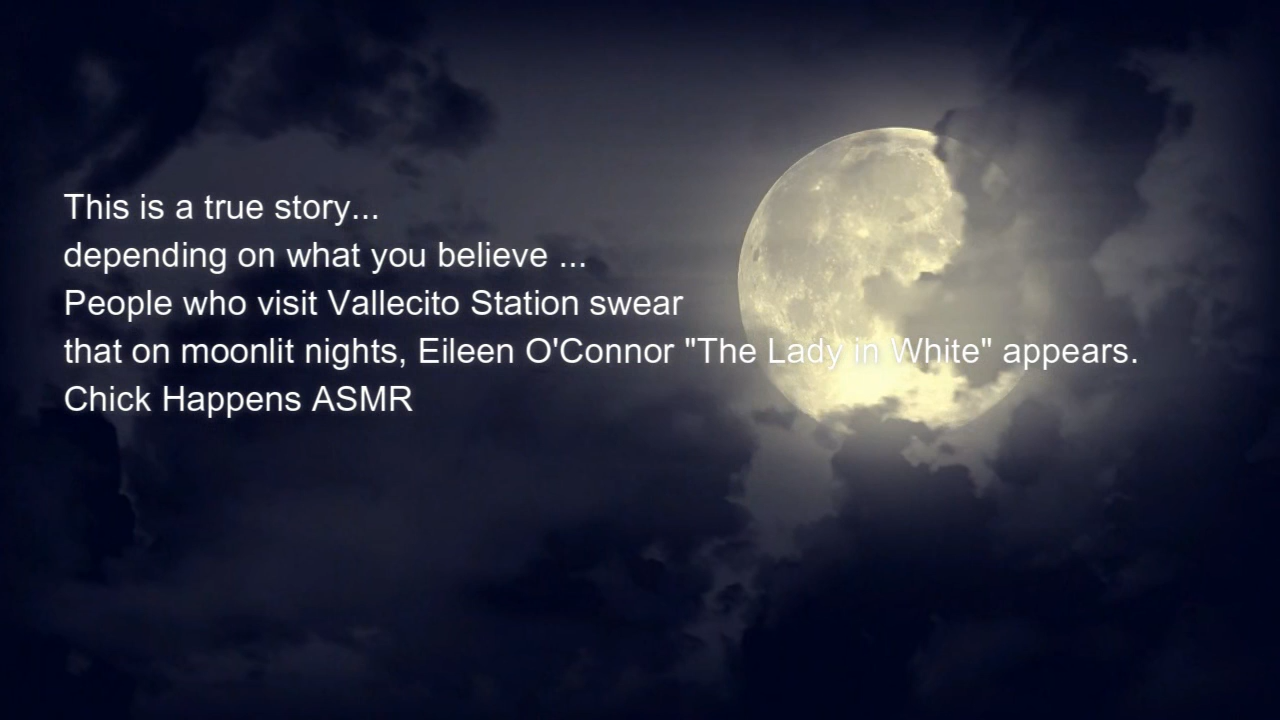 This is a true story...
depending on what you believe ...
People who visit Vallecito Station swear
that on moonlit nights, Eileen O'Connor "The Lady in White" appears.
Chick Happens ASMR